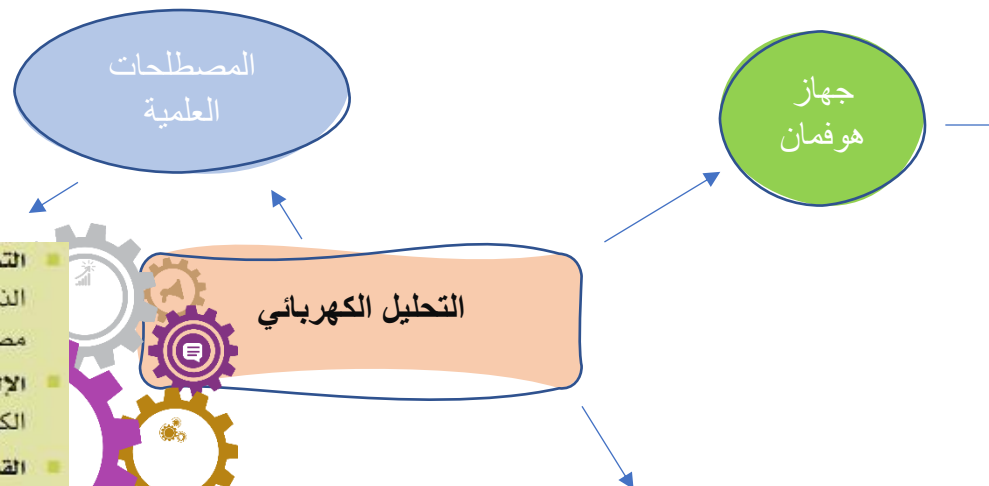 المصطلحات
العلمية
جهاز
هوفمان
التحليل الكهربائي